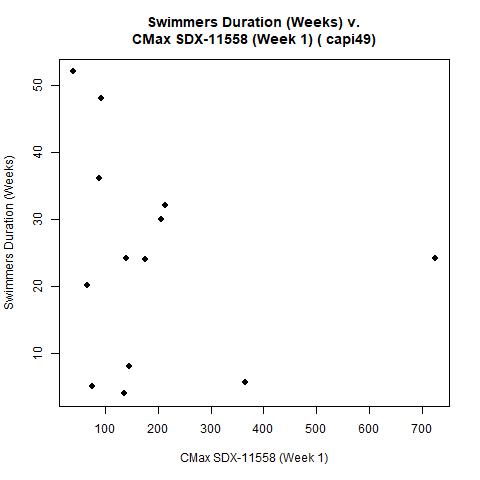 Swimmers Duration (Weeks) v.
CMax SDX-11558 (Week 1) ( capi49)
Swimmers Duration (Weeks)
50
40
30
20
10
100 200 300 400 500 600 700
CMax SDX-11558 (Week 1)